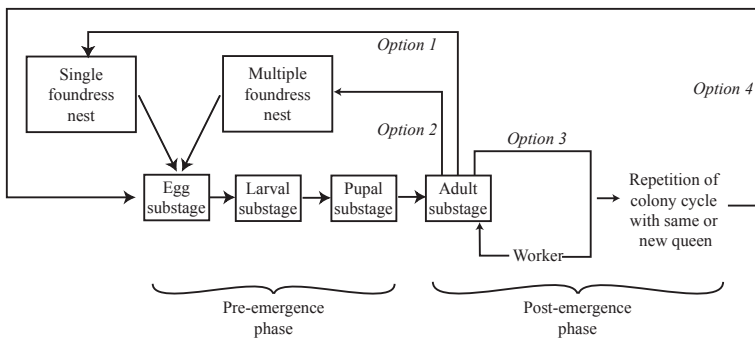 Option 1
Single
foundress
nest
Multiple
foundress
nest
Option 4
Option 2
Option 3
Egg
substage
Larval
substage
Pupal
substage
Adult
substage
Repetition of
colony cycle
with same or
new queen
Worker
Pre-emergence
phase
Post-emergence
phase